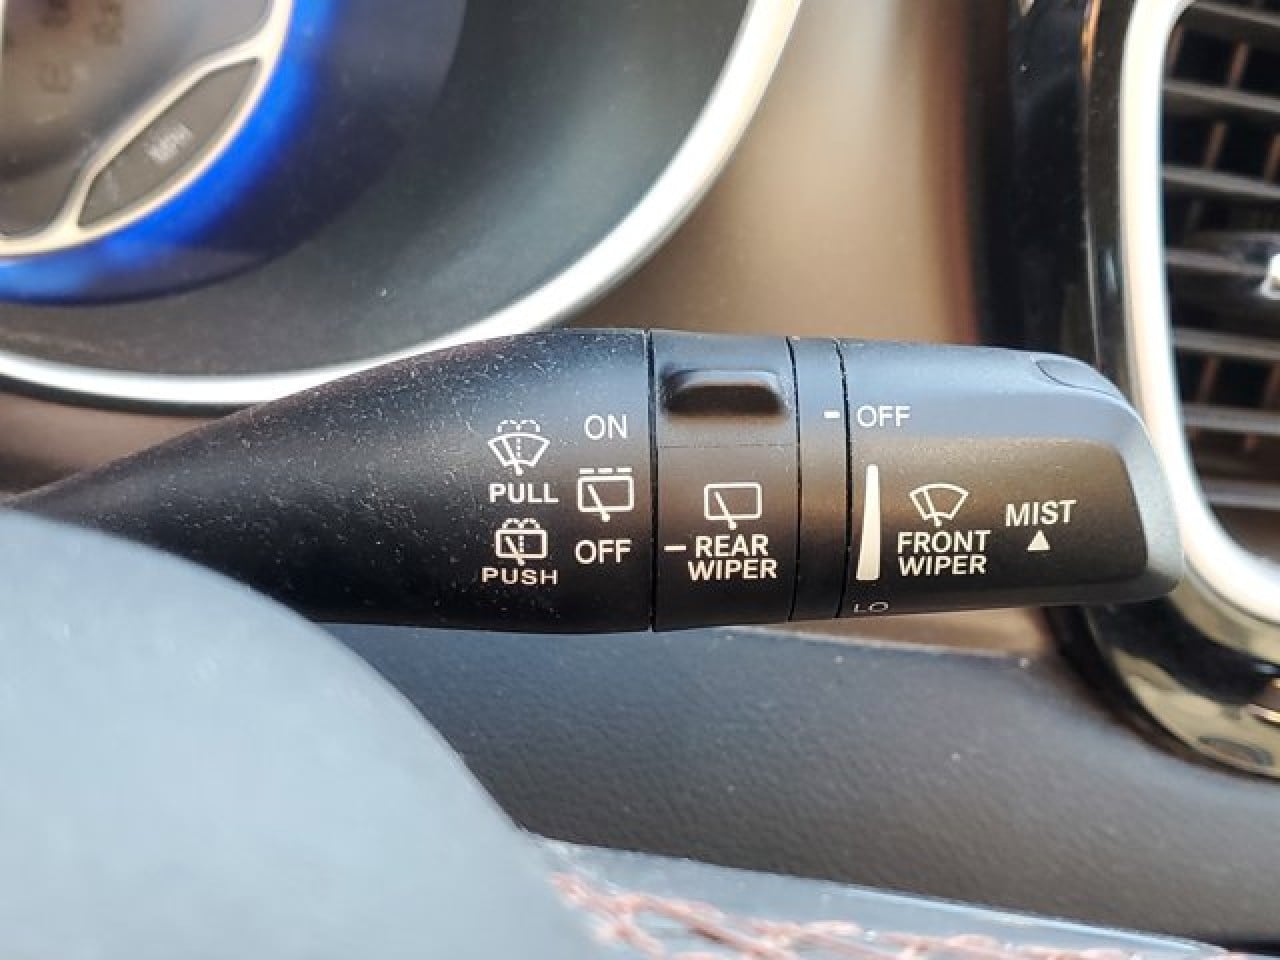 MPH
ON
PULL
OFF
PUSH
REAR
WIPER
OFF
FRONT
WIPER
MIST
LO